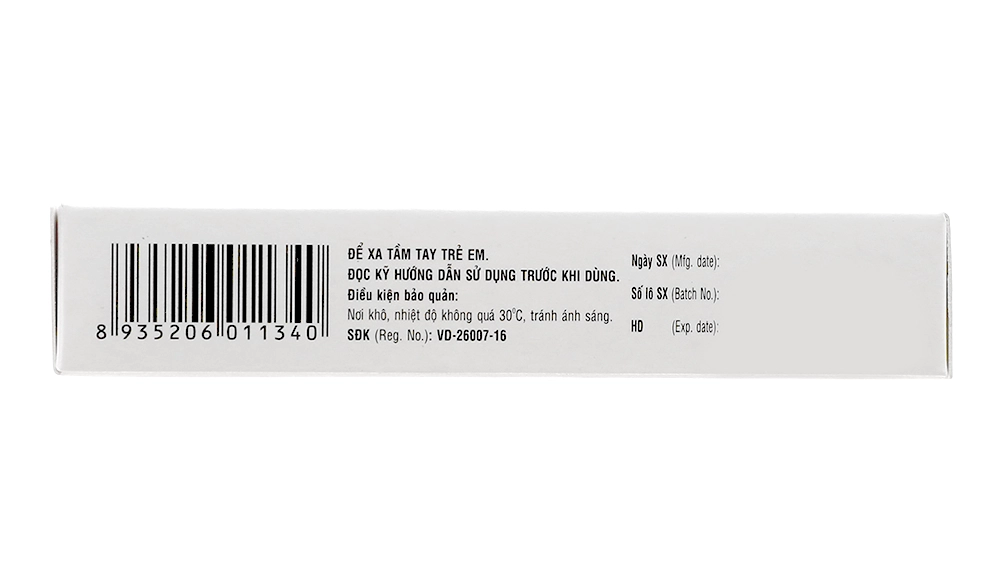 ĐỂ XA TẦM TAY TRẺ EM.
ĐỌC KỸ HƯỚNG DẪN SỬ DỤNG TRƯỚC KHI DÙNG.
Điều kiện bảo quản:
Nơi khô, nhiệt độ không quá 30°C, tránh ánh sáng.
SĐK (Reg. No.): VD-26007-16
8 935206 011340
Ngày SX (Mfg. date):
Số lô SX (Batch No.):
HD (Exp. date):